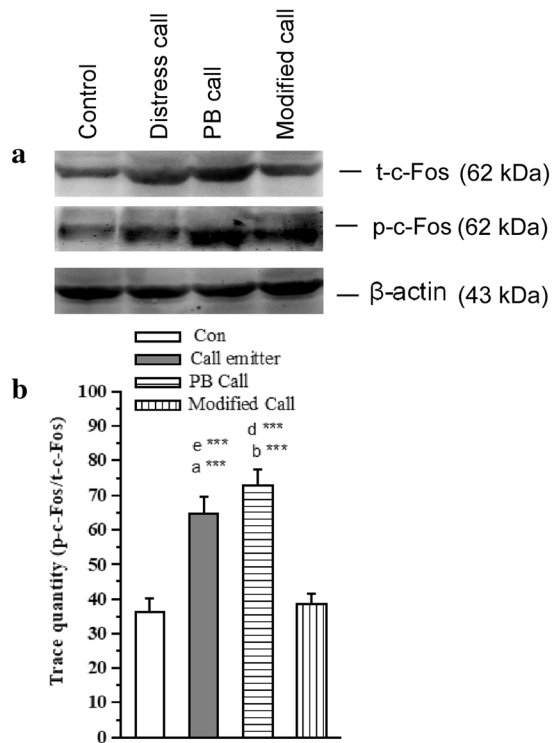 Control
Distress call
PB call
Modified call
a
t-c-Fos (62 kDa)
p-c-Fos (62 kDa)
β-actin (43 kDa)
Con
Call emitter
PB Call
Modified Call
b
Trace quantity (p-c-Fos/t-c-Fos)
100
90
80
70
60
50
40
30
20
10
0
e ***
a ***
d ***
b ***